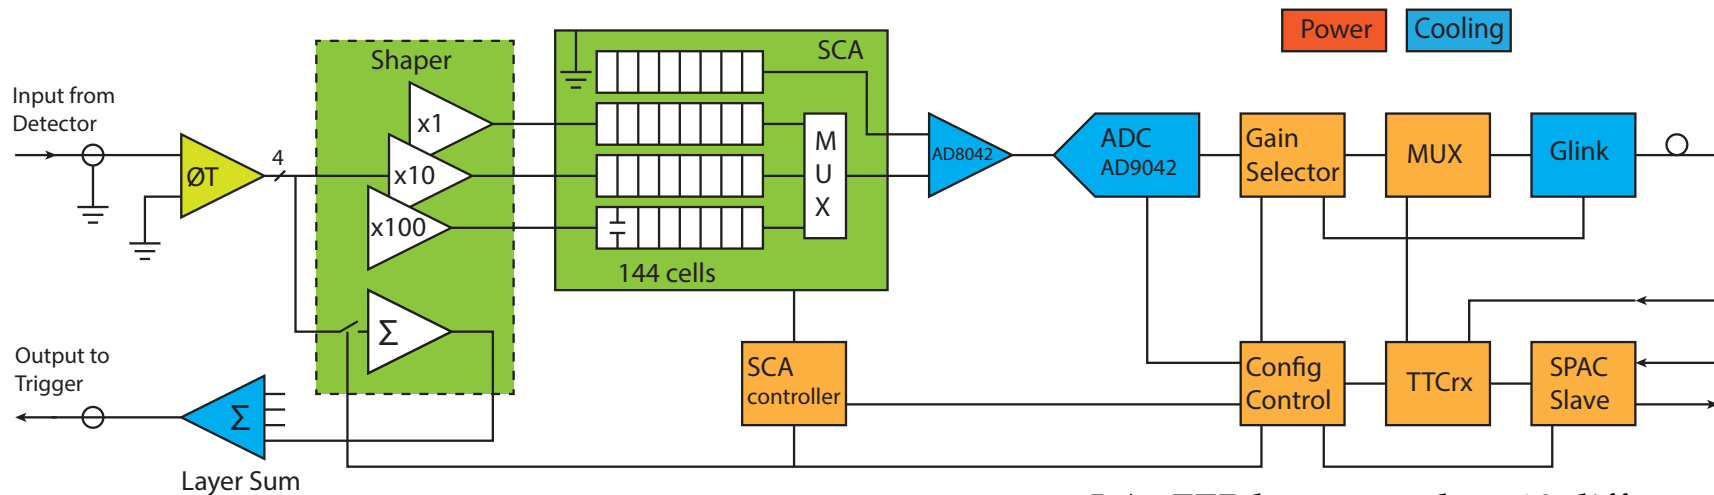 Power
Cooling
Shaper
SCA
Input from
Detector
x1
x10
x100
4
ØT
M
U
X
AD8042
ADC
AD9042
Gain
Selector
MUX
Glink
144 cells
Σ
Output to
Trigger
Σ
Layer Sum
SCA
controller
Config
Control
TTCrx
SPAC
Slave